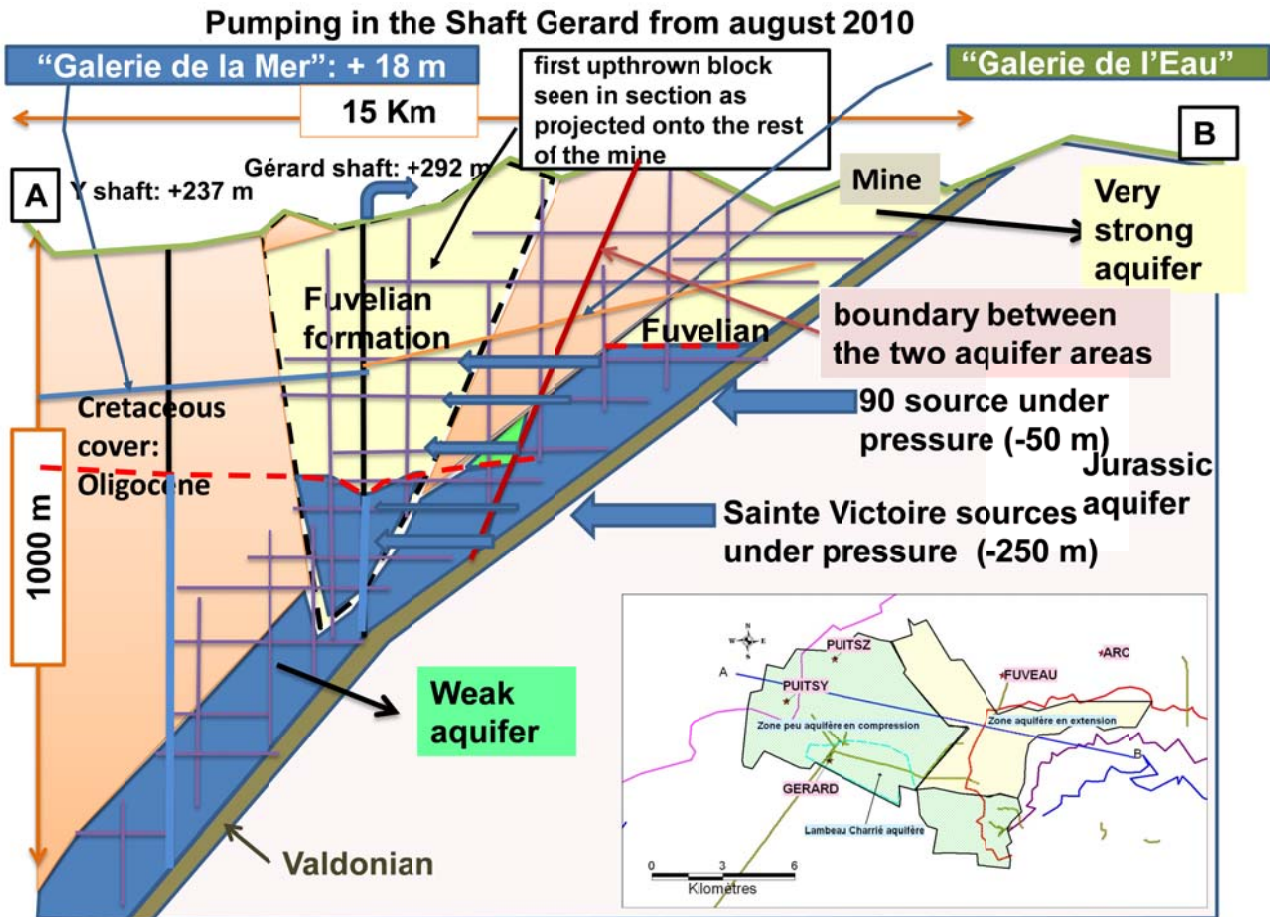 Pumping in the Shaft Gerard from august 2010
“Galerie de la Mer”: + 18 m
15 Km
first upthrown block
seen in section as
projected onto the rest
of the mine
“Galerie de l’Eau”
A
Y shaft: +237 m
Gérard shaft: +292 m
Mine
B
Very
strong
aquifer
Fuvelian
formation
Fuvelian
boundary between
the two aquifer areas
Cretaceous
cover:
Oligocene
90 source under
pressure (-50 m)
Jurassic
aquifer
1000 m
Sainte Victoire sources
under pressure (-250 m)
Weak
aquifer
Valdonian
N
W
E
S
PUITSZ
ARC
A
FUVEAU
PUITSY
Zone peu aquifère en compression
Zone aquifère en extension
B
GERARD
Lambeau Charrié aquifère
0 3 6
Kilomètres